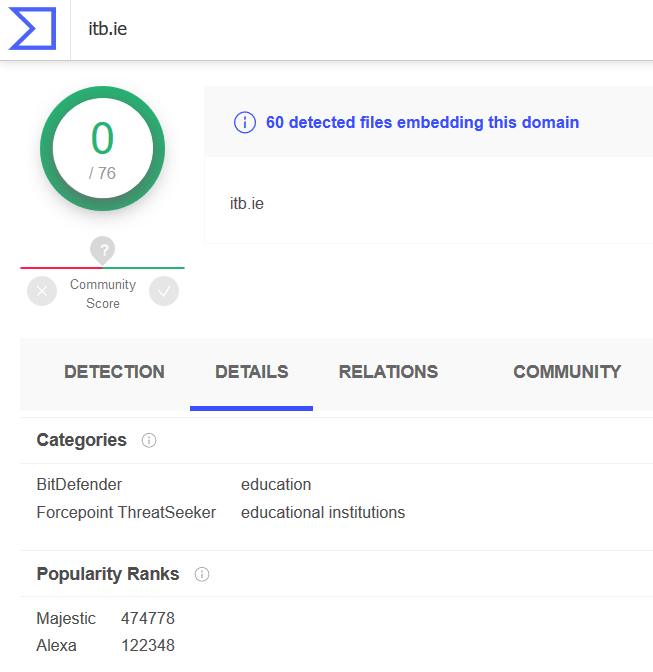 itb.ie
0
/ 76
60 detected files embedding this domain
itb.ie
?
Community
Score
DETECTION DETAILS RELATIONS COMMUNITY
Categories
BitDefender education
Forcepoint ThreatSeeker educational institutions
Popularity Ranks
Majestic 474778
Alexa 122348